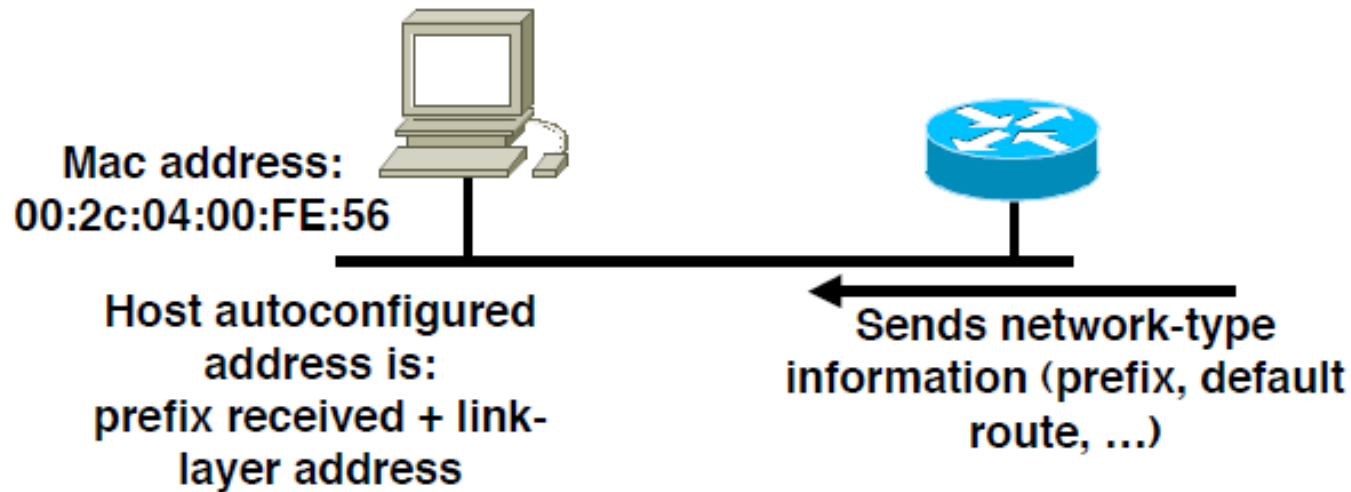 Mac address:
00:2c:04:00:FE:56
Host autoconfigured
address is:
prefix received + link-
layer address
Sends network-type
information (prefix, default
route, ...)